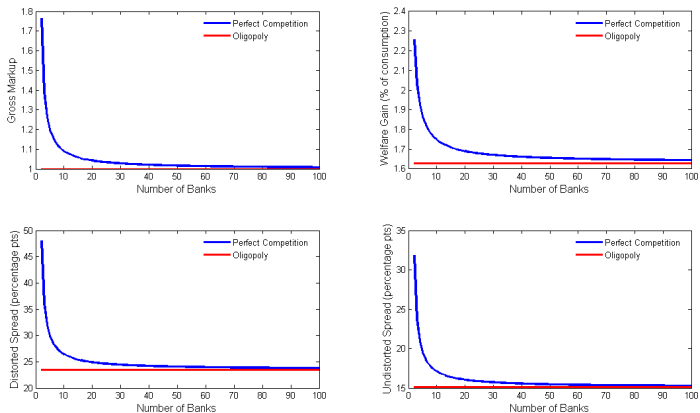 1.8
1.7
1.6
1.5
1.4
1.3
1.2
1.1
1
Gross Markup
Perfect Competition
Oligopoly
0 10 20 30 40 50 60 70 80 90 100
Number of Banks
2.4
2.3
2.2
2.1
2
1.9
1.8
1.7
1.6
Welfare Gain (% of consumption)
Perfect Competition
Oligopoly
0 10 20 30 40 50 60 70 80 90 100
Number of Banks
50
45
40
35
30
25
20
Distorted Spread (percentage pts)
Perfect Competition
Oligopoly
0 10 20 30 40 50 60 70 80 90 100
Number of Banks
35
30
25
20
15
Undistorted Spread (percentage pts)
Perfect Competition
Oligopoly
0 10 20 30 40 50 60 70 80 90 100
Number of Banks